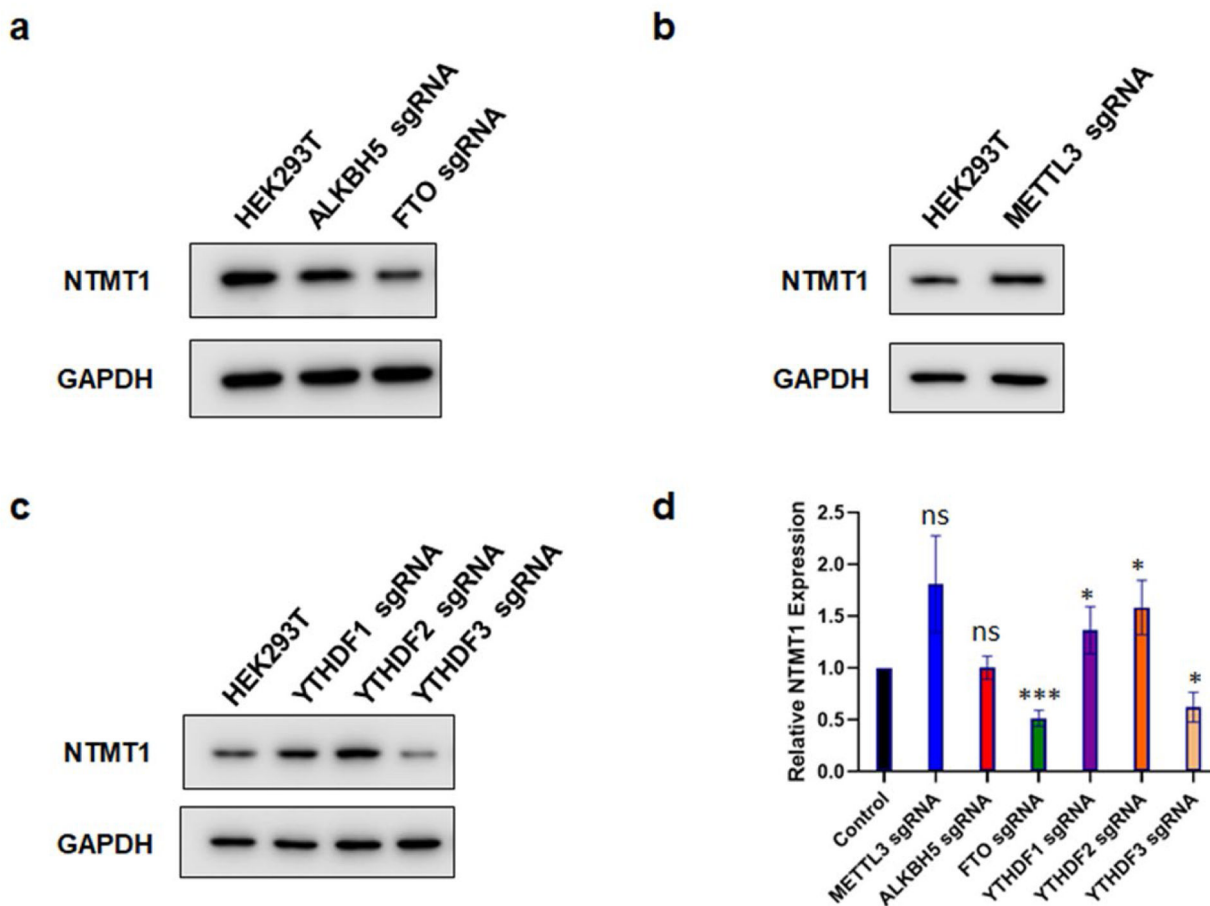 a
HEK293T
ALKBH5 sgRNA
FTO sgRNA
NTMT1
GAPDH
b
HEK293T
METTL3 sgRNA
NTMT1
GAPDH
c
HEK293T
YTHDF1 sgRNA
YTHDF2 sgRNA
YTHDF3 sgRNA
NTMT1
GAPDH
d
Relative NTMT1 Expression
2.5
2.0
1.5
1.0
0.5
0.0
ns
ns
***
*
*
*
Control
METTL3 sgRNA
ALKBH5 sgRNA
FTO sgRNA
YTHDF1 sgRNA
YTHDF2 sgRNA
YTHDF3 sgRNA